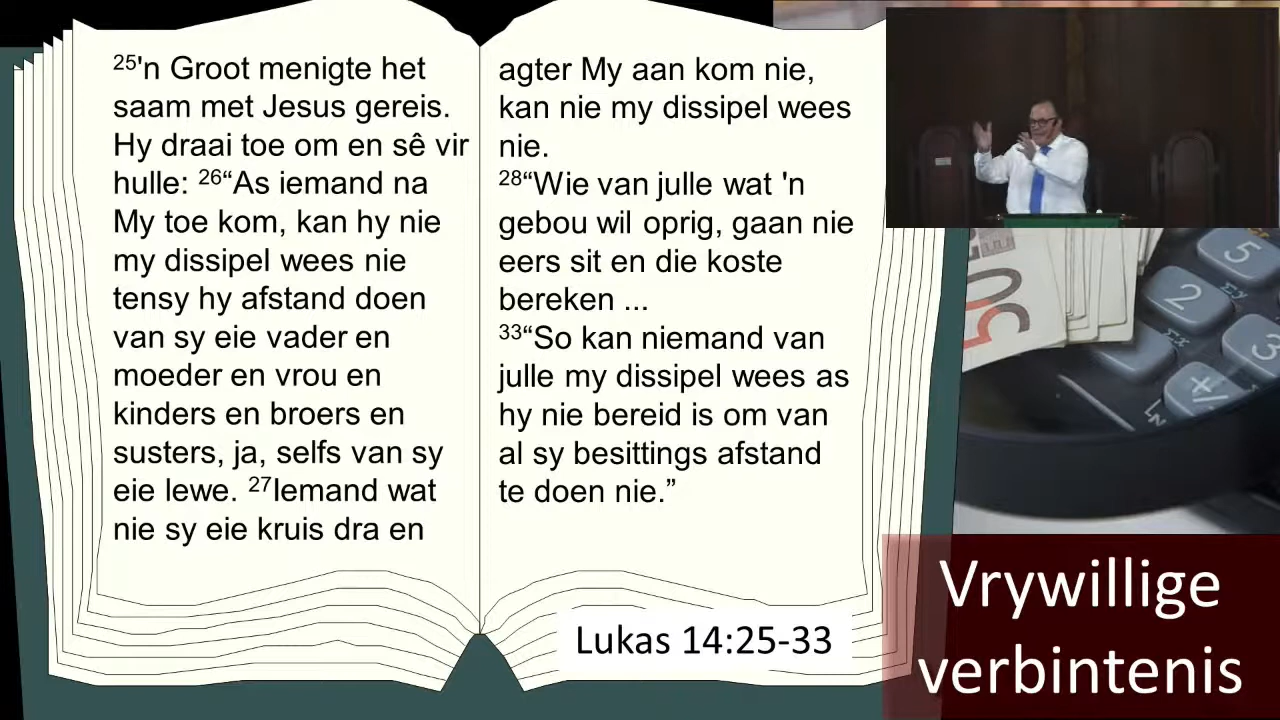 ²⁵'n Groot menigte het
saam met Jesus gereis.
Hy draai toe om en sê vir
hulle: ²⁶“As iemand na
My toe kom, kan hy nie
my dissipel wees nie
tensy hy afstand doen
van sy eie vader en
moeder en vrou en
kinders en broers en
susters, ja, selfs van sy
eie lewe. ²⁷Iemand wat
nie sy eie kruis dra en
agter My aan kom nie,
kan nie my dissipel wees
nie.
²⁸“Wie van julle wat 'n
gebou wil oprig, gaan nie
eers sit en die koste
bereken ...
³³“So kan niemand van
julle my dissipel wees as
hy nie bereid is om van
al sy besittings afstand
te doen nie.”
Lukas 14:25-33
50
5
Σy
2
Σx
3
+/-
Vrywillige
verbintenis